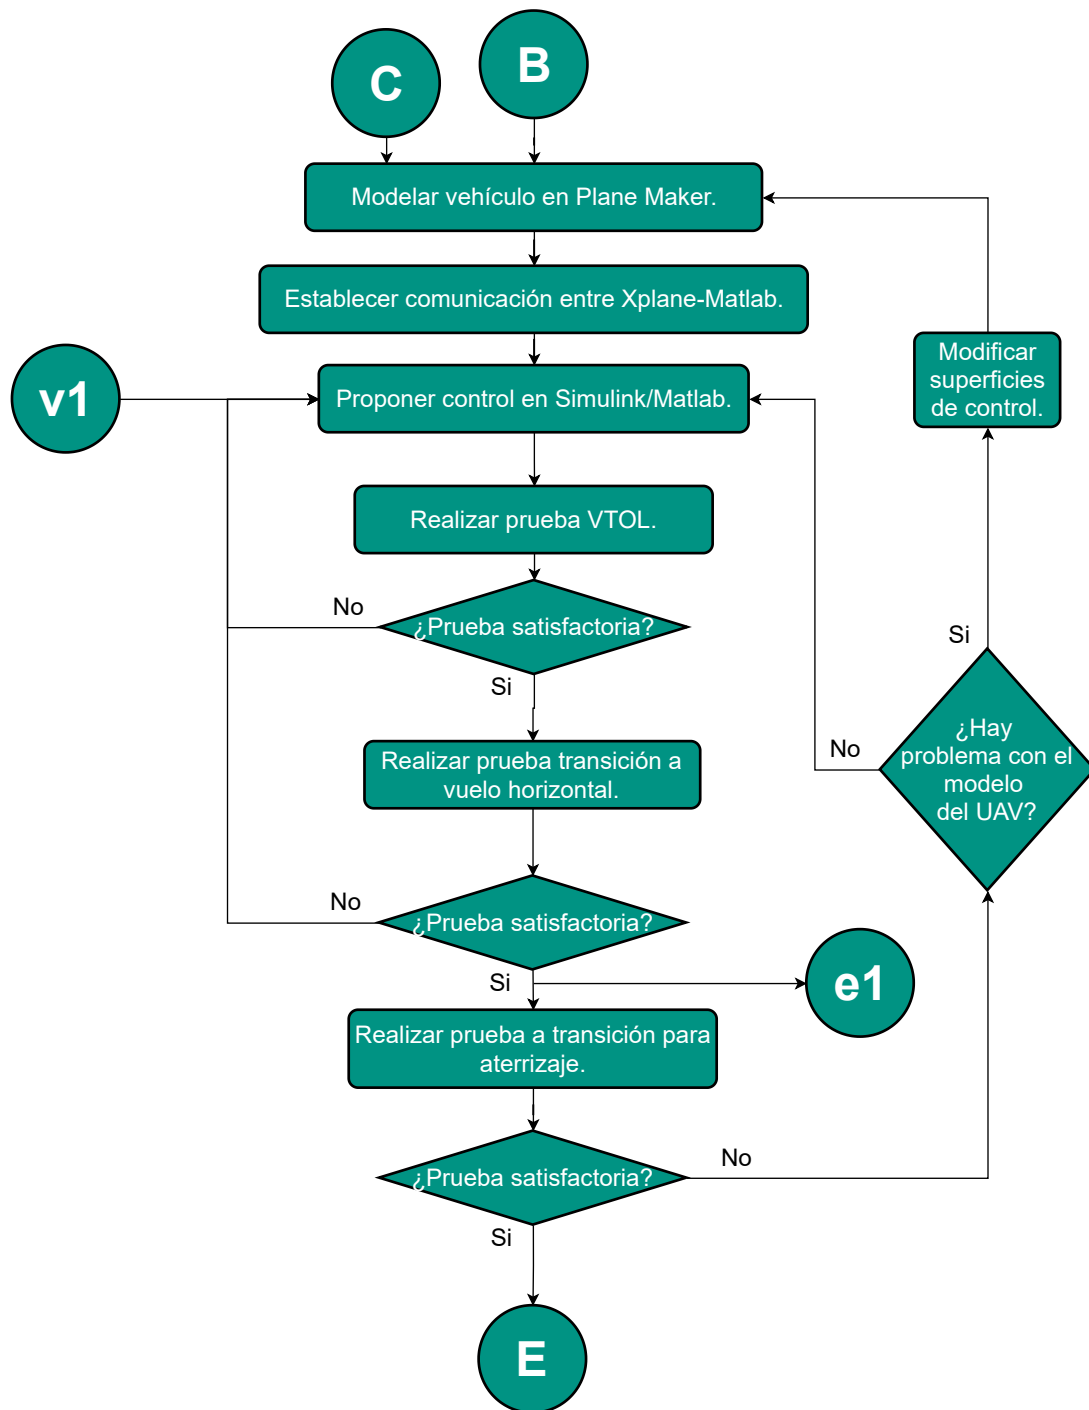 C
B
Modelar vehículo en Plane Maker.
Establecer comunicación entre Xplane-Matlab.
v1
Proponer control en Simulink/Matlab.
Modificar
superficies
de control.
Realizar prueba VTOL.
No
¿Prueba satisfactoria?
Si
Si
¿Hay
problema con el
modelo
del UAV?
No
Realizar prueba transición a
vuelo horizontal.
No
¿Prueba satisfactoria?
Si
e1
Realizar prueba a transición para
aterrizaje.
¿Prueba satisfactoria?
No
Si
E